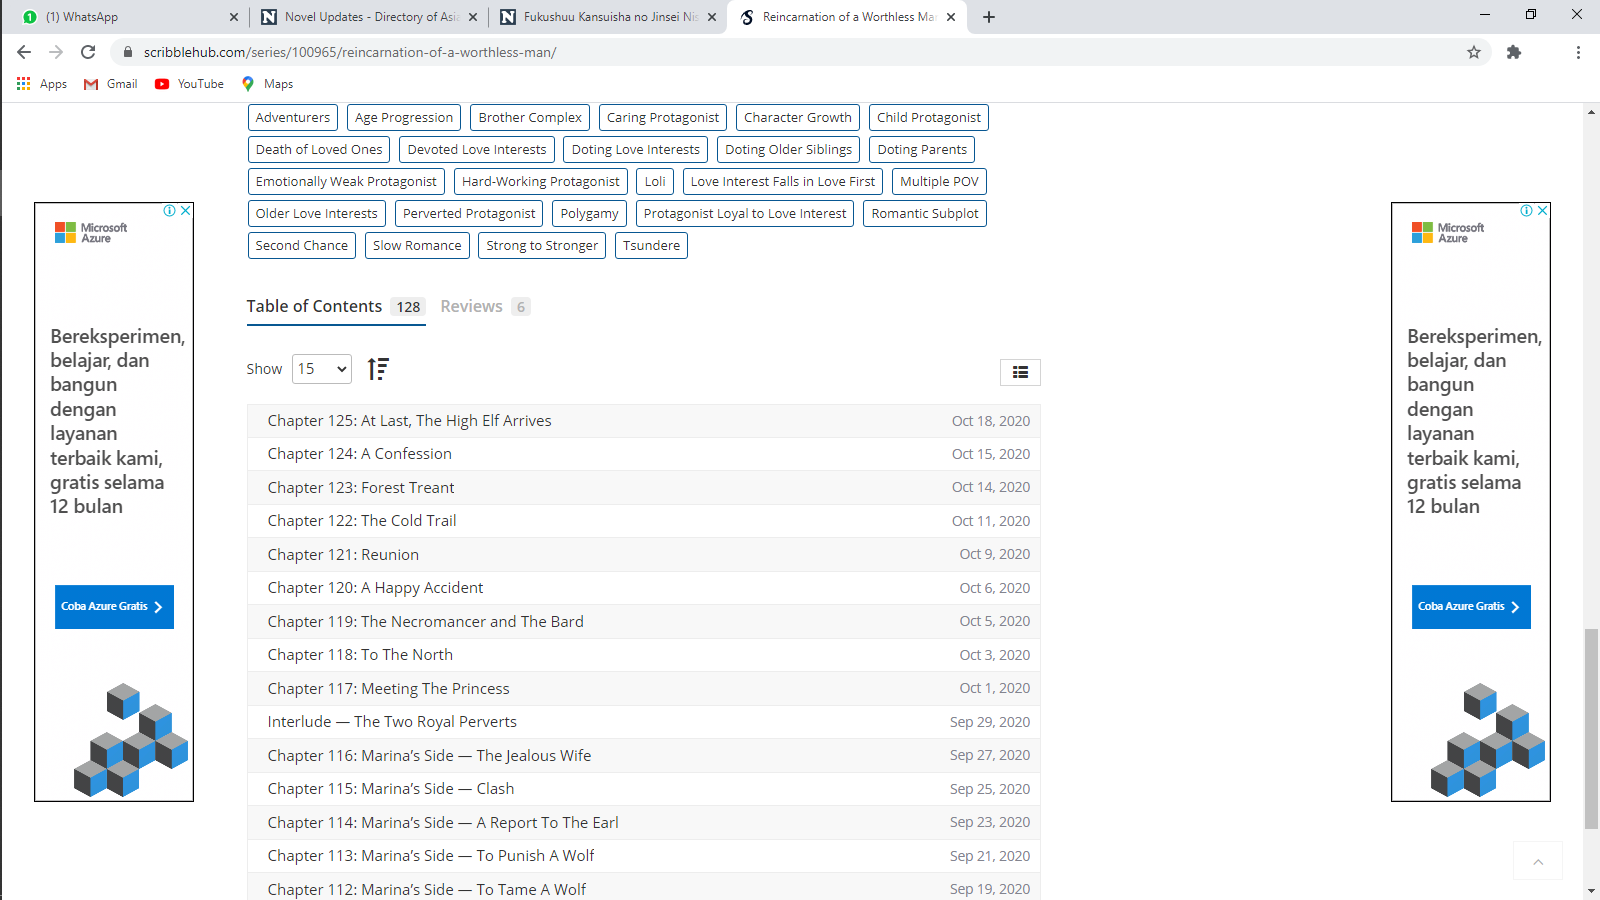 (1) WhatsApp
Novel Updates - Directory of Asia
Fukushuu Kansuisha no Jinsei Nis
Reincarnation of a Worthless Ma
scribblehub.com/series/100965/reincarnation-of-a-worthless-man/
Apps Gmail YouTube Maps
Adventurers Age Progression Brother Complex Caring Protagonist Character Growth Child Protagonist
Death of Loved Ones Devoted Love Interests Doting Love Interests Doting Older Siblings Doting Parents
Emotionally Weak Protagonist Hard-Working Protagonist Loli Love Interest Falls in Love First Multiple POV
Older Love Interests Perverted Protagonist Polygamy Protagonist Loyal to Love Interest Romantic Subplot
Second Chance Slow Romance Strong to Stronger Tsundere
Table of Contents 128 Reviews 6
Show 15
Chapter 125: At Last, The High Elf Arrives Oct 18, 2020
Chapter 124: A Confession Oct 15, 2020
Chapter 123: Forest Treant Oct 14, 2020
Chapter 122: The Cold Trail Oct 11, 2020
Chapter 121: Reunion Oct 9, 2020
Chapter 120: A Happy Accident Oct 6, 2020
Chapter 119: The Necromancer and The Bard Oct 5, 2020
Chapter 118: To The North Oct 3, 2020
Chapter 117: Meeting The Princess Oct 1, 2020
Interlude — The Two Royal Perverts Sep 29, 2020
Chapter 116: Marina’s Side — The Jealous Wife Sep 27, 2020
Chapter 115: Marina’s Side — Clash Sep 25, 2020
Chapter 114: Marina’s Side — A Report To The Earl Sep 23, 2020
Chapter 113: Marina’s Side — To Punish A Wolf Sep 21, 2020
Chapter 112: Marina’s Side — To Tame A Wolf Sep 19, 2020
Microsoft
Azure
Bereksperimen,
belajar, dan
bangun
dengan
layanan
terbaik kami,
gratis selama
12 bulan
Coba Azure Gratis
Microsoft
Azure
Bereksperimen,
belajar, dan
bangun
dengan
layanan
terbaik kami,
gratis selama
12 bulan
Coba Azure Gratis